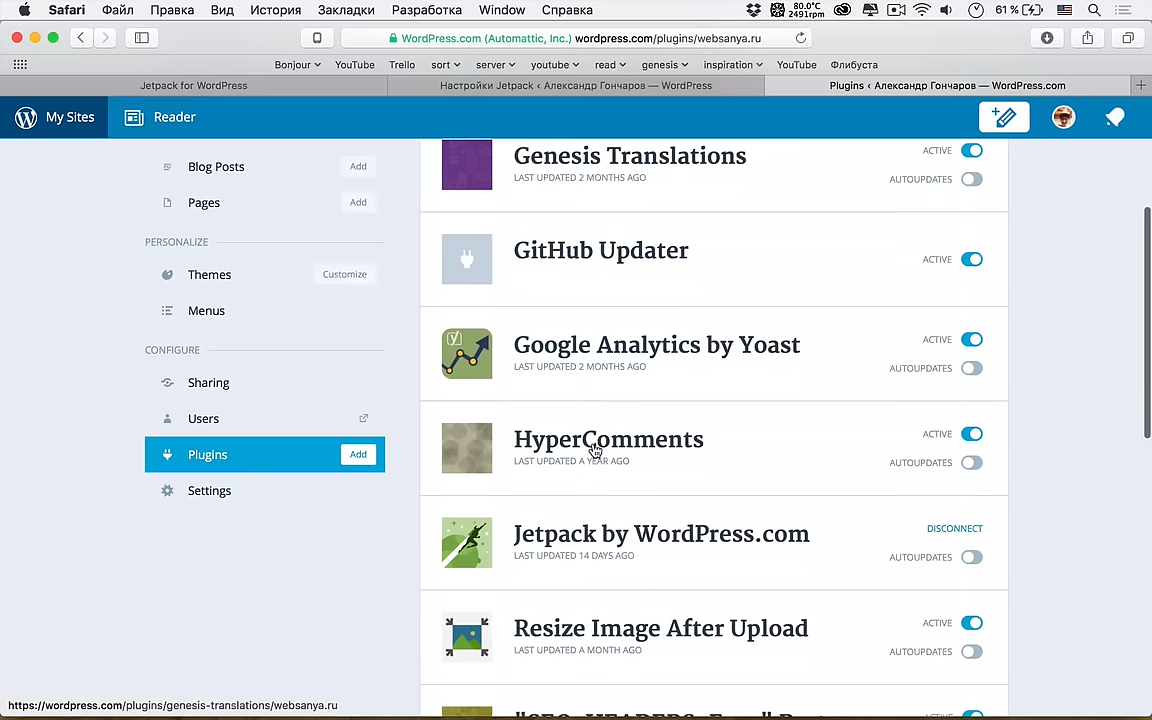 Safari Файл Правка Вид История Закладки Разработка Window Справка 80.0°C 2491rpm 61 %
WordPress.com (Automattic, Inc.) wordpress.com/plugins/websanya.ru
Bonjour YouTube Trello sort server youtube read genesis inspiration YouTube Флибуста
Jetpack for WordPress Настройки Jetpack ‹ Александр Гончаров — WordPress Plugins ‹ Александр Гончаров — WordPress.com
My Sites Reader
Blog Posts Add
Pages Add
PERSONALIZE
Themes Customize
Menus
CONFIGURE
Sharing
Users
Plugins Add
Settings
Genesis Translations ACTIVE
LAST UPDATED 2 MONTHS AGO AUTOUPDATES
GitHub Updater ACTIVE
Google Analytics by Yoast ACTIVE
LAST UPDATED 2 MONTHS AGO AUTOUPDATES
HyperComments ACTIVE
LAST UPDATED A YEAR AGO AUTOUPDATES
Jetpack by WordPress.com DISCONNECT
LAST UPDATED 14 DAYS AGO AUTOUPDATES
Resize Image After Upload ACTIVE
LAST UPDATED A MONTH AGO AUTOUPDATES
https://wordpress.com/plugins/genesis-translations/websanya.ru